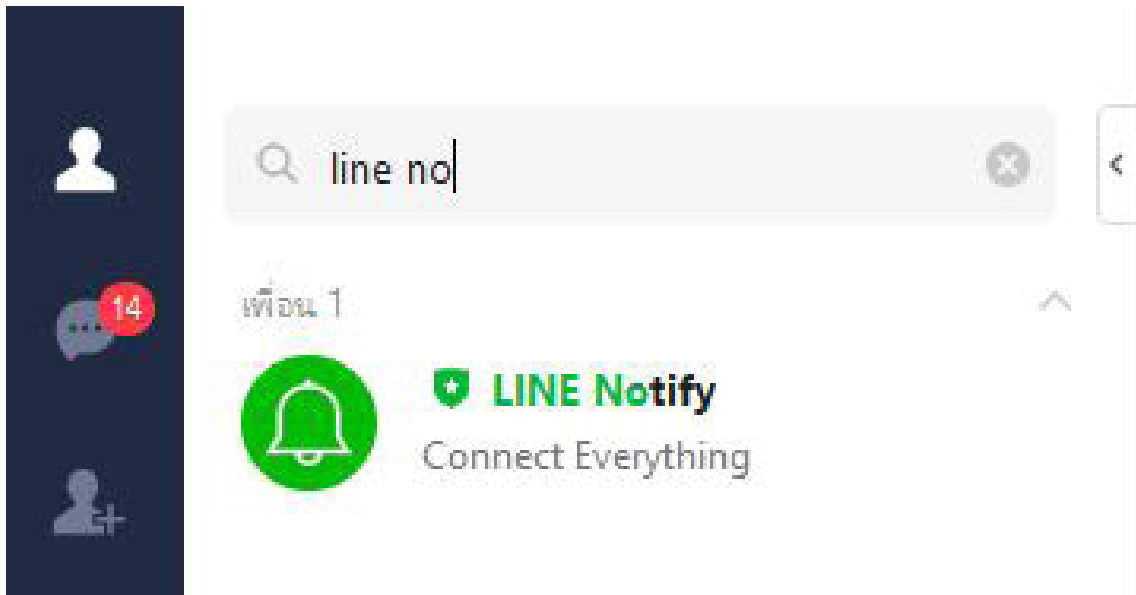 line no
14
เพื่อน 1
LINE Notify
Connect Everything